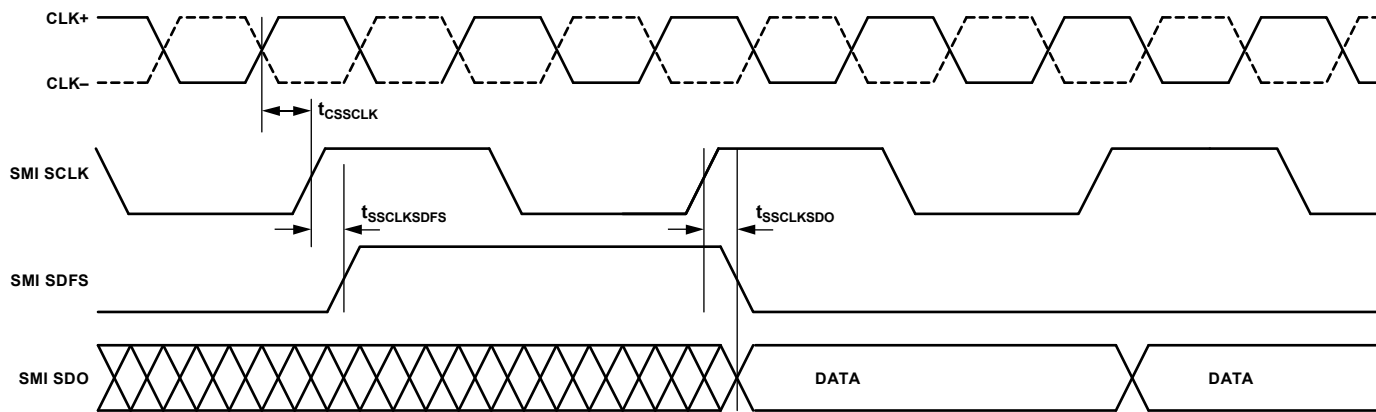 CLK+
CLK–
tCSSCLK
SMI SCLK
tSSCLKSDFS
tSSCLKSDO
SMI SDFS
SMI SDO
DATA
DATA